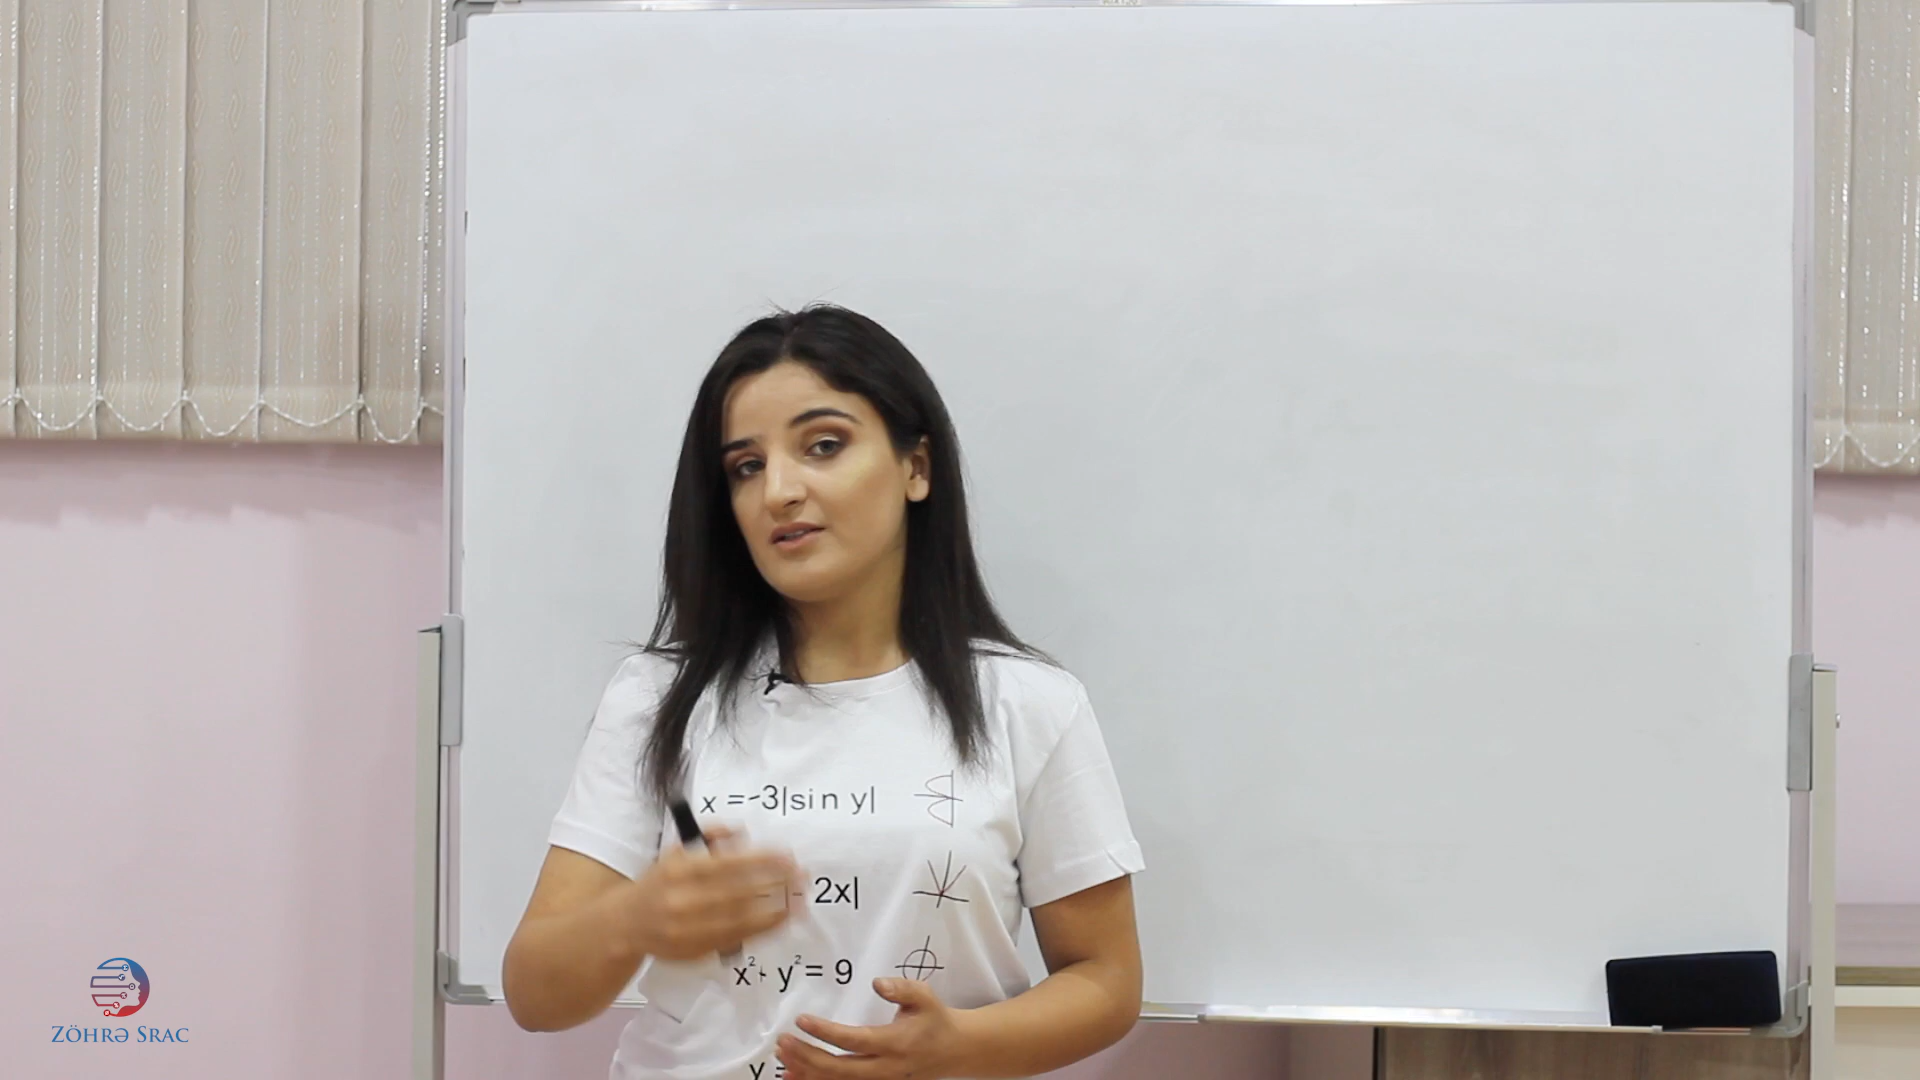 x =-3|sin y|
- 2x|
x²+ y²= 9
y =
ZÖHRƏ SRAC